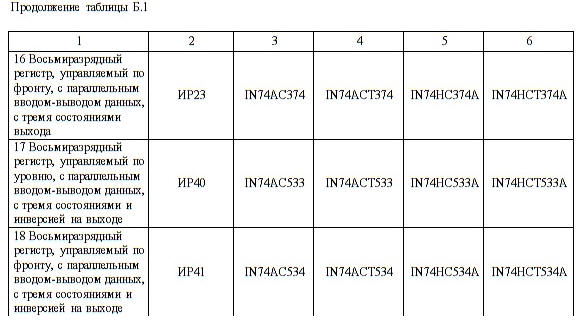 Продолжение таблицы Б.1
1 2 3 4 5 6
16 Восьмиразрядный
регистр, управляемый по
фронту, с параллельным
вводом-выводом данных,
с тремя состояниями
выхода
ИР23 IN74AC374 IN74ACT374 IN74HC374A IN74HCT374A
17 Восьмиразрядный
регистр, управляемый по
уровню, с параллельным
вводом-выводом данных,
с тремя состояниями и
инверсией на выходе
ИР40 IN74AC533 IN74ACT533 IN74HC533A IN74HCT533A
18 Восьмиразрядный
регистр, управляемый по
фронту, с параллельным
вводом-выводом данных,
с тремя состояниями и
инверсией на выходе
ИР41 IN74AC534 IN74ACT534 IN74HC534A IN74HCT534A